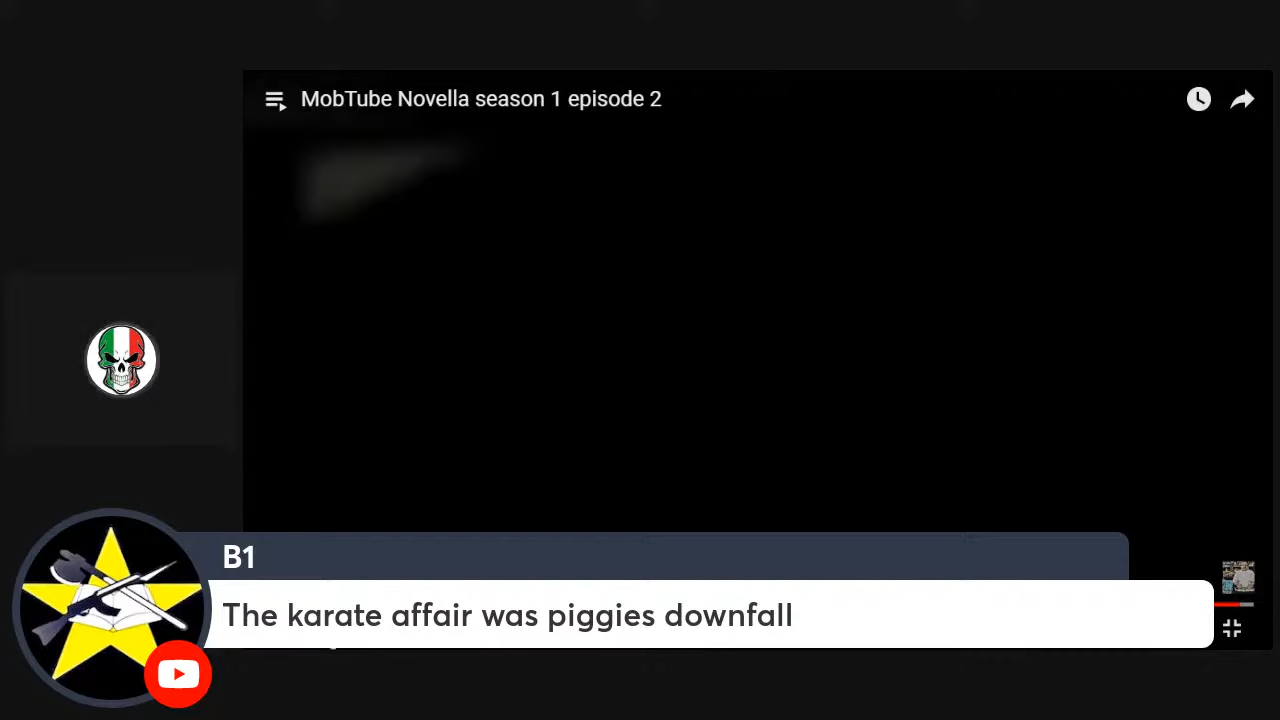 MobTube Novella season 1 episode 2
B1
The karate affair was piggies downfall